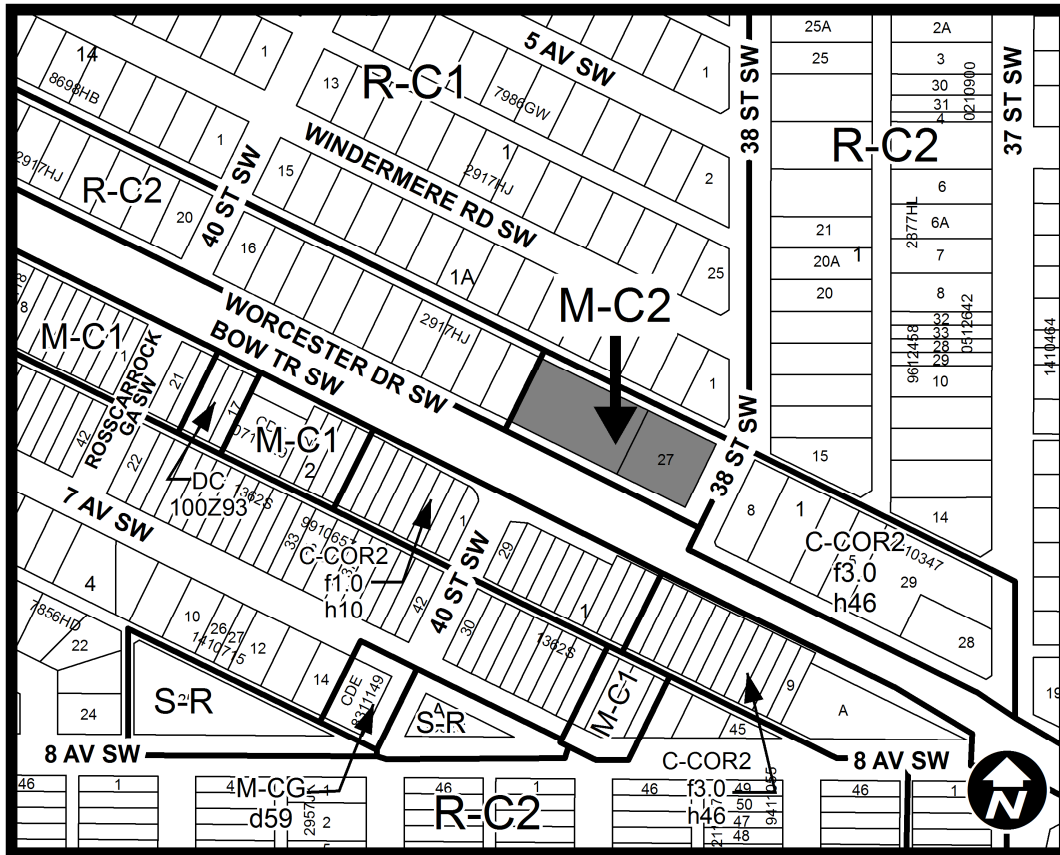 5 AV SW
38 ST SW
37 ST SW
14
8698HB
1
R-C1
13
7986GW
1
25A
25
2A
3
30
31
4
0210900
R-C2
2917HJ
R-C2
20
40 ST SW
1
15
WINDERMERE RD SW
1
2917HJ
2
6
6A
7
2877HL
21
20A
1
20
16
1A
25
8
32
33
28
29
10
9612458
0512642
1410464
M-C2
2917HJ
WORCESTER DR SW
BOW TR SW
M-C1
ROSSCARROCK
GA SW
21
17
M-C1
2
1
27
38 ST SW
15
14
8
1
C-COR2
f3.0
h46
29
28
42
22
DC
100Z93
1362S
7 AV SW
33
C-COR2
f1.0
h10
1
40 ST SW
29
42
30
1362S
1
4
7856HD
22
24
10
26
27
12
1410715
14
S-R
CDE
8311149
S-R
M-C1
9
A
45
19
8 AV SW
8 AV SW
C-COR2
f3.0
h46
M-CG
d59
46
1
2
46
1
R-C2
46
49
50
47
48
46
1
N